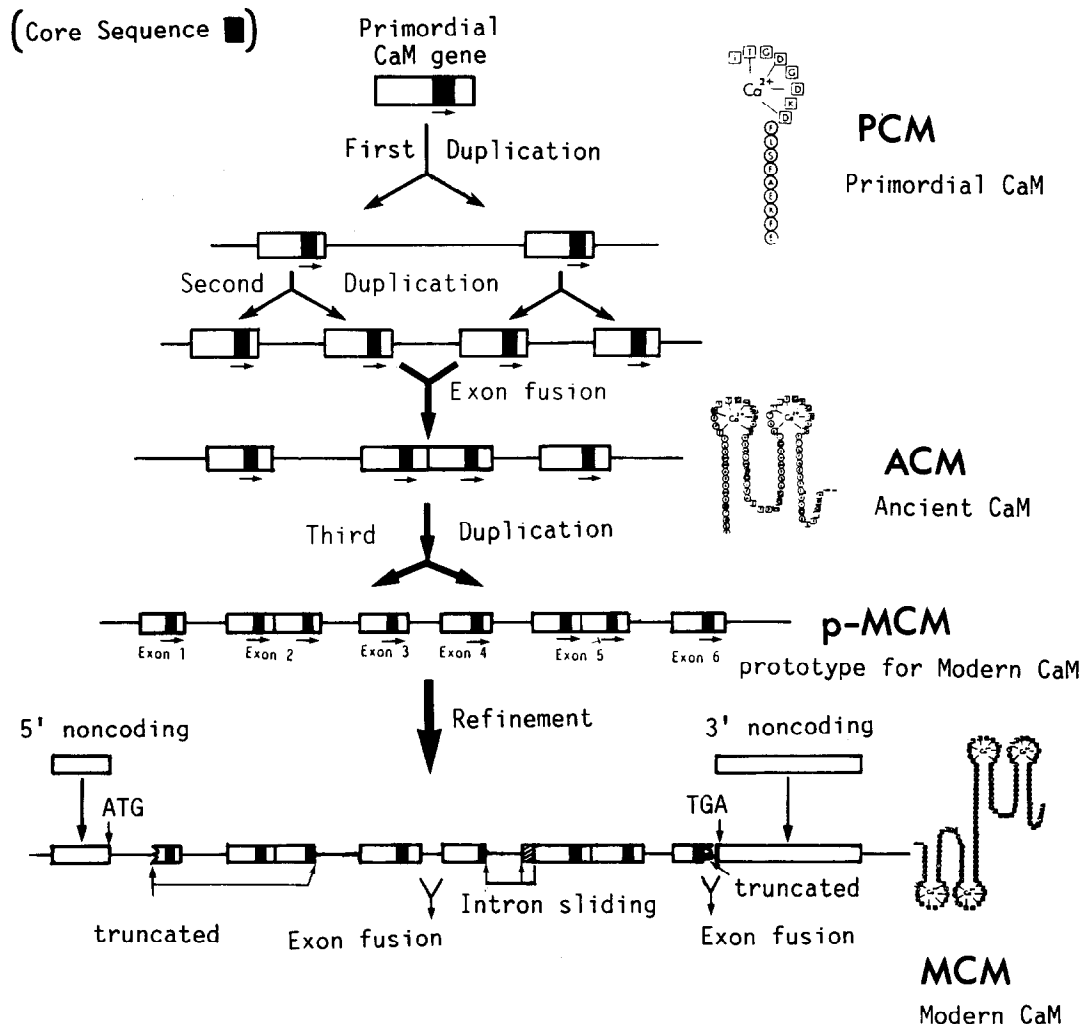 (Core Sequence )
Primordial
CaM gene
Ca2+
PCM
Primordial CaM
First Duplication
Second Duplication
Exon fusion
ACM
Ancient CaM
Third Duplication
Exon 1
Exon 2
Exon 3
Exon 4
Exon 5
Exon 6
p-MCM
prototype for Modern CaM
Refinement
5' noncoding
3' noncoding
ATG
TGA
truncated
Exon fusion
Intron sliding
truncated
Exon fusion
MCM
Modern CaM